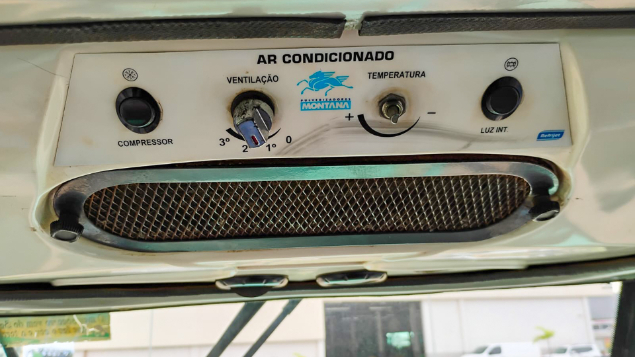 AR CONDICIONADO
VENTILAÇÃO
TEMPERATURA
MONTANA
+
-
COMPRESSOR
3º 2 1º 0
LUZ INT.